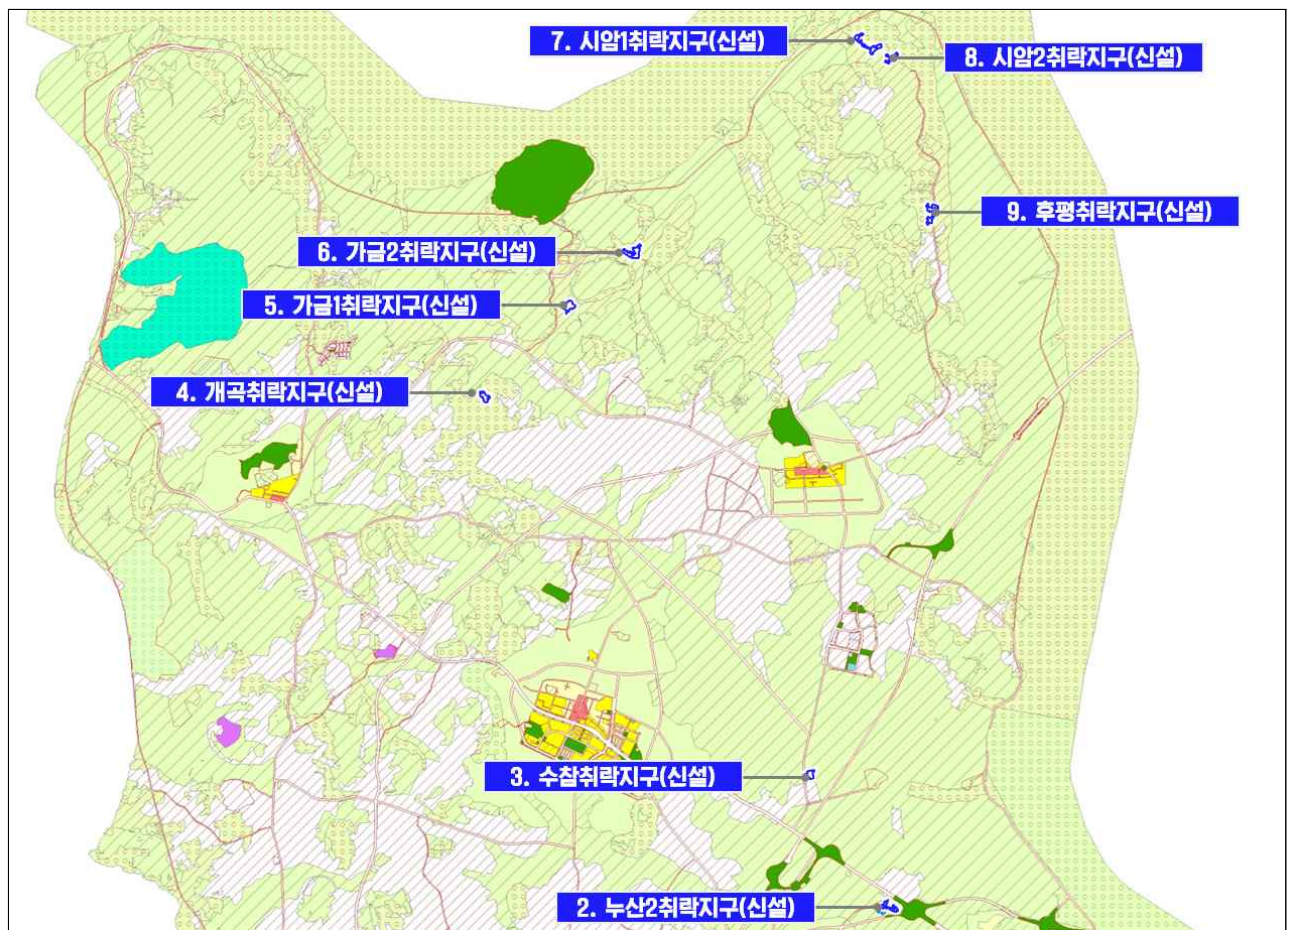 7. 시암1취락지구(신설)
8. 시암2취락지구(신설)
9. 후평취락지구(신설)
6. 가금2취락지구(신설)
5. 가금1취락지구(신설)
4. 개곡취락지구(신설)
3. 수참취락지구(신설)
2. 누산2취락지구(신설)